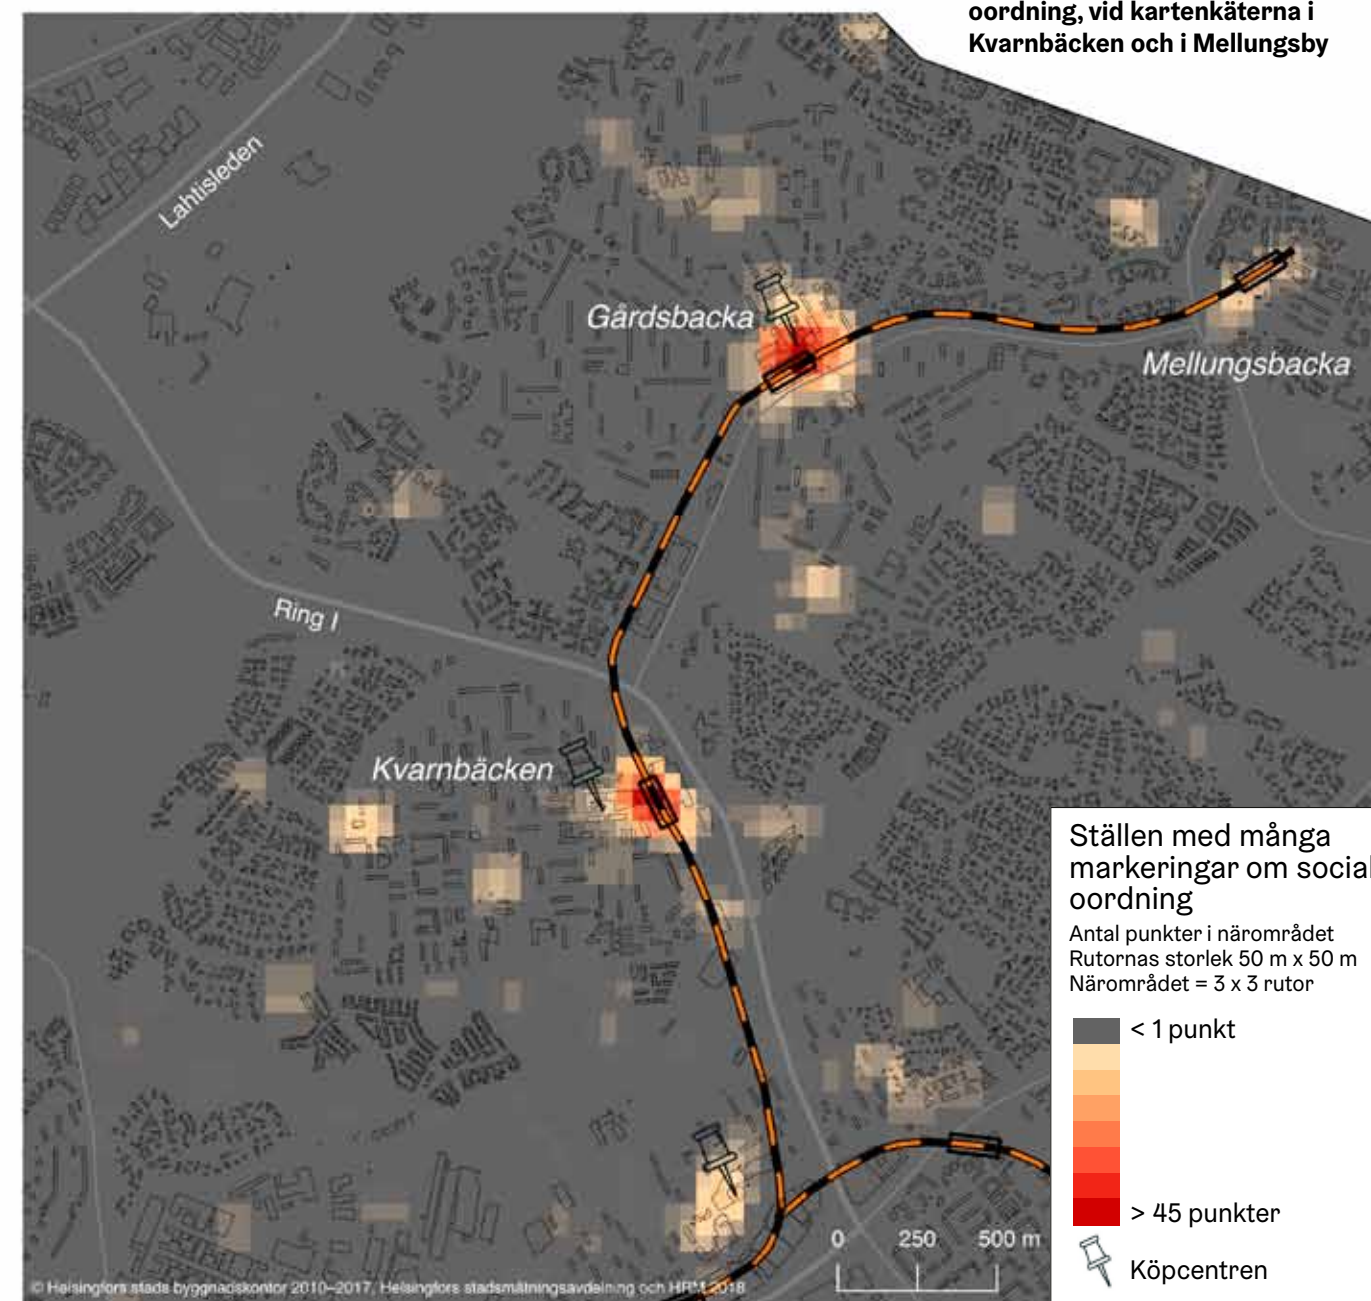 oordning, vid kartenkäterna i
Kvarnbäcken och i Mellungsby
Lahtisleden
Gårdsbacka
Mellungsbacka
Ring I
Kvarnbäcken
Ställen med många
markeringar om social
oordning
Antal punkter i närområdet
Rutornas storlek 50 m x 50 m
Närområdet = 3 x 3 rutor
< 1 punkt
> 45 punkter
Köpcentren
0 250 500 m
© Helsingfors stads byggnadskontor 2010–2017, Helsingfors stadsmätningsavdelning och HRM 2018